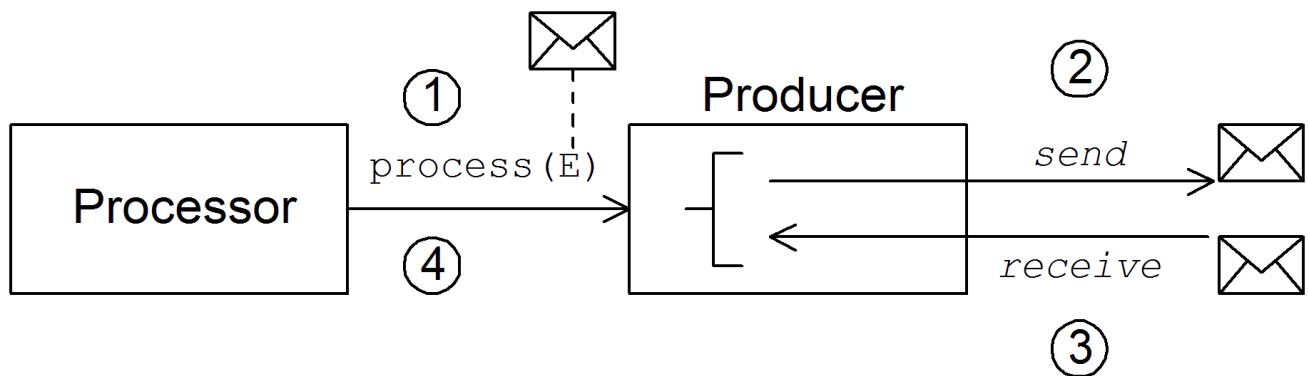 1
2
Producer
process(E)
send
Processor
4
receive
3